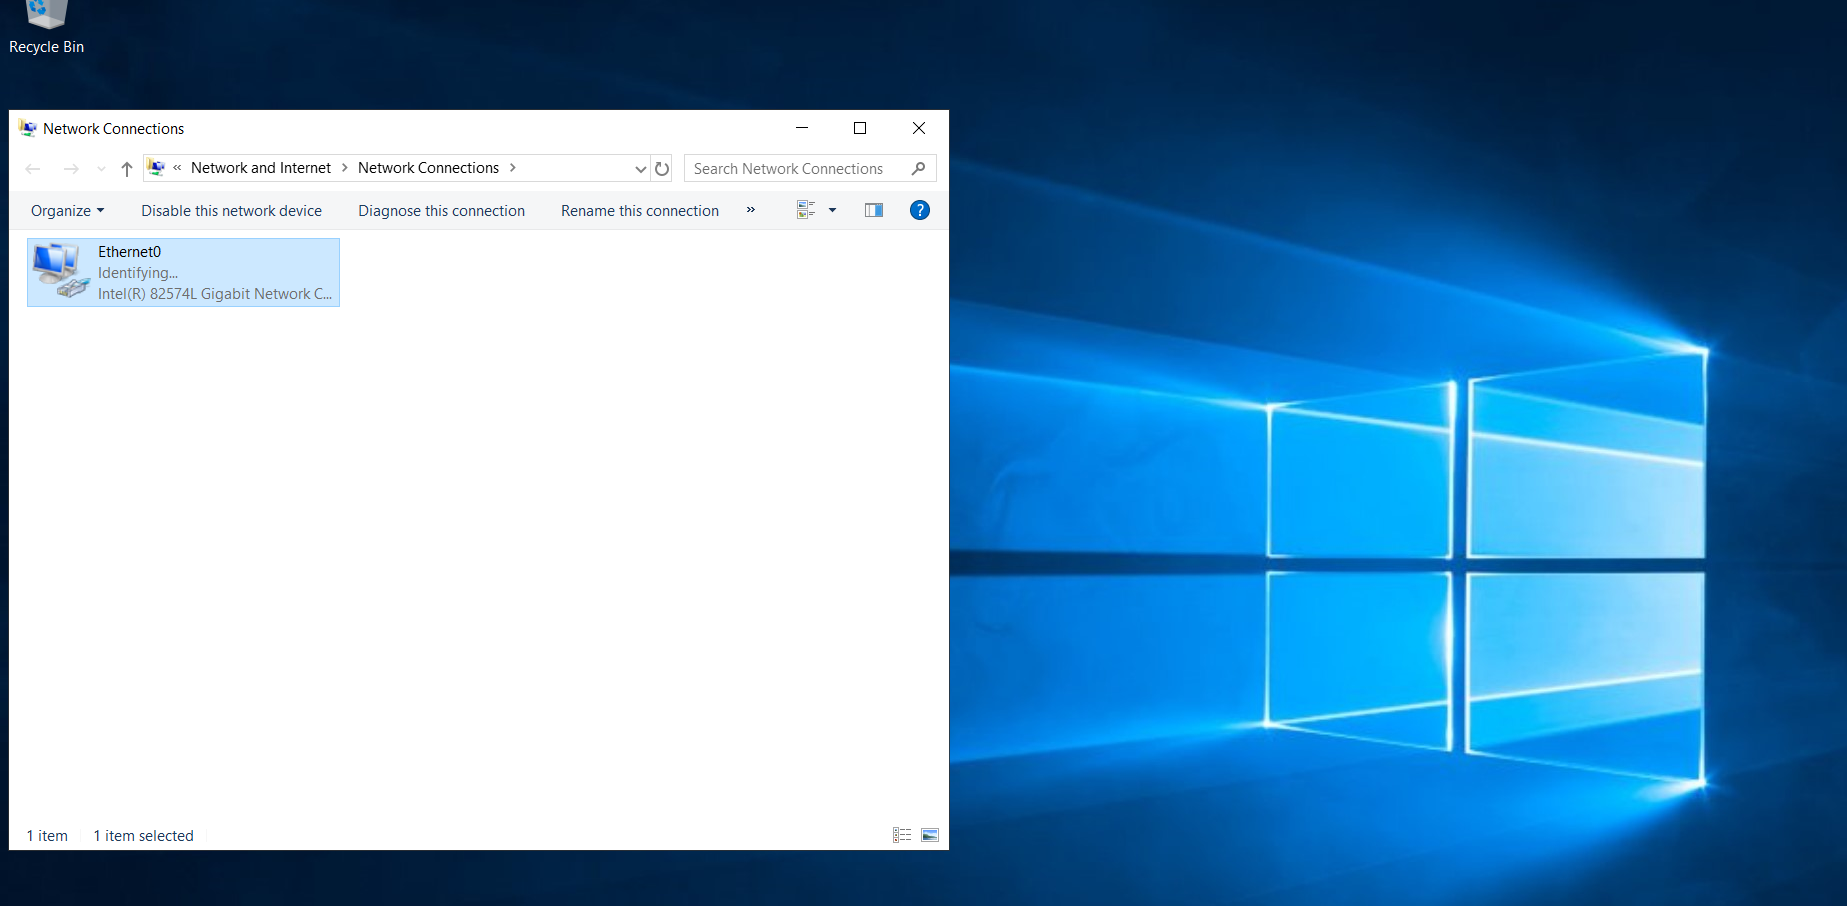 Recycle Bin
Network Connections
« Network and Internet > Network Connections >
Search Network Connections
Organize
Disable this network device
Diagnose this connection
Rename this connection
»
?
Ethernet0
Identifying...
Intel(R) 82574L Gigabit Network C...
1 item
1 item selected